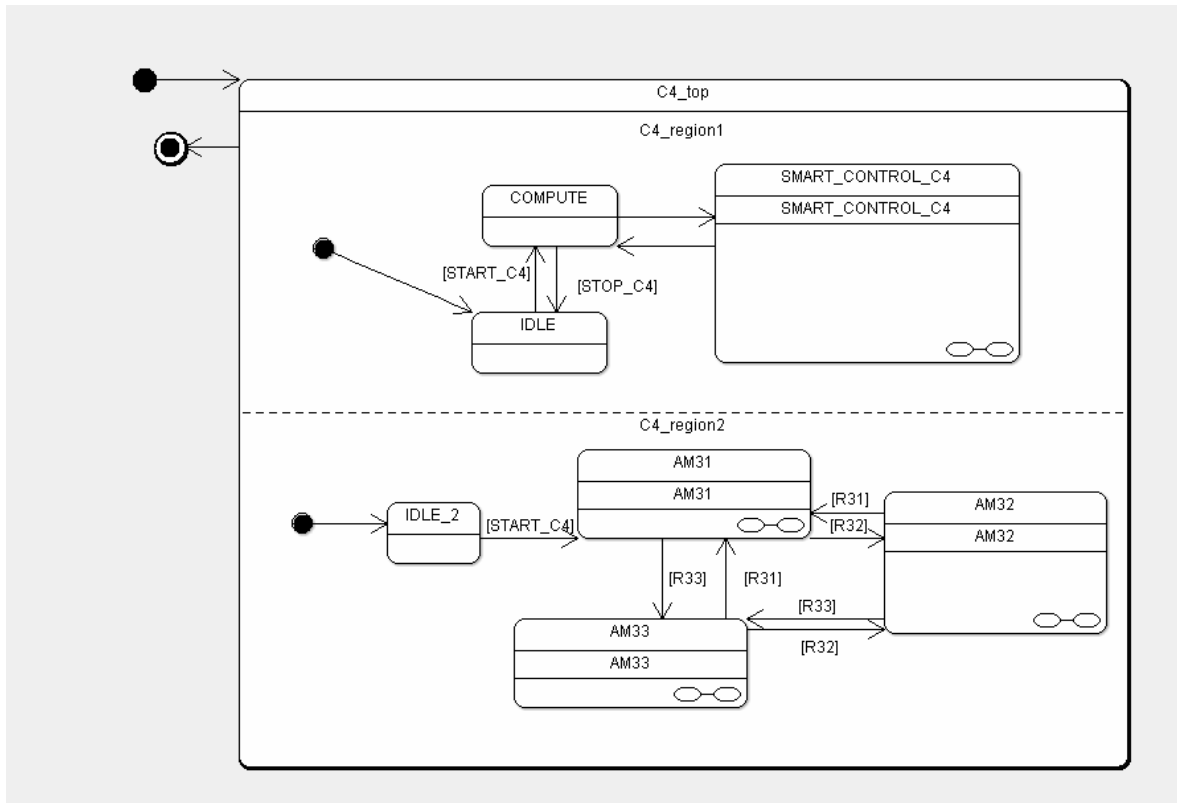 C4_top
C4_region1
SMART_CONTROL_C4
COMPUTE
SMART_CONTROL_C4
[START_C4]
[STOP_C4]
IDLE
C4_region2
AM31
AM31
[R31]
AM32
IDLE_2
[START_C4]
[R32]
AM32
[R33]
[R31]
[R33]
AM33
[R32]
AM33